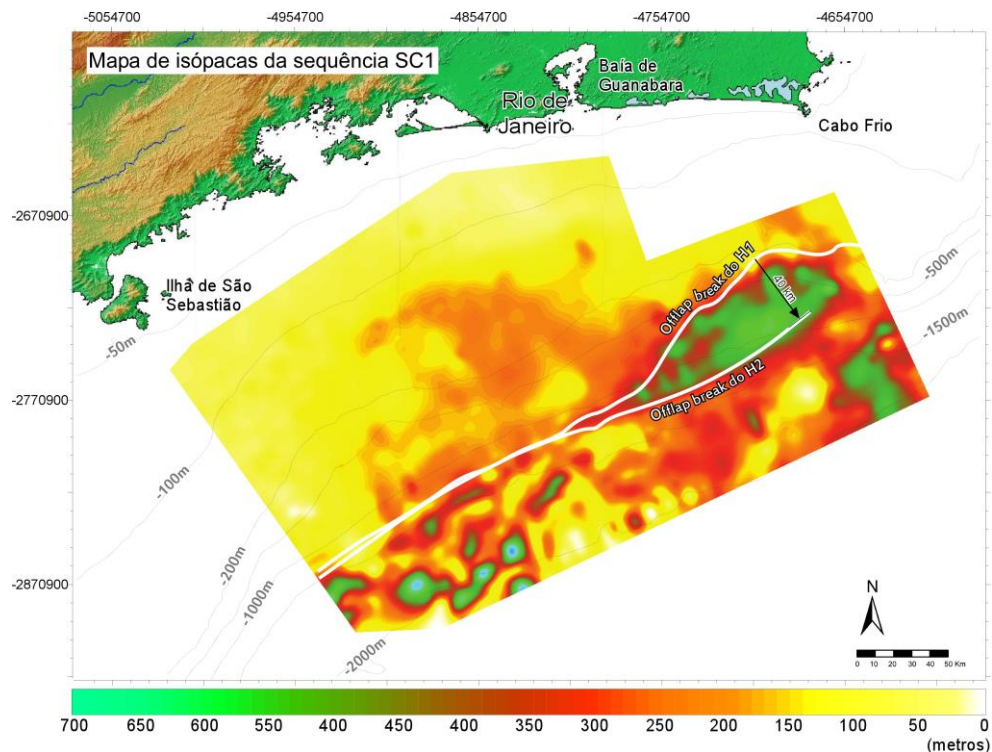 -5054700 -4954700 -4854700 -4754700 -4654700
Mapa de isópacas da sequência SC1
Baía de
Guanabara
Rio de
Janeiro
Cabo Frio
-2670900
Ilha de São
Sebastião
-50m
Offlap break do H1
40 km
-500m
-1500m
-2770900
Offlap break do H2
-100m
-200m
-2870900
-1000m
-2000m
N
0 10 20 30 40 50 Km
700 650 600 550 500 450 400 350 300 250 200 150 100 50 0
(metros)